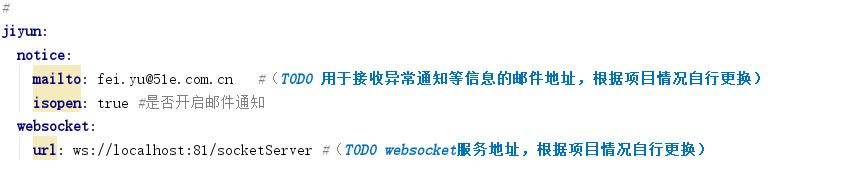 #
jiyun:
  notice:
    mailto: fei.yu@51e.com.cn   #（TODO 用于接收异常通知等信息的邮件地址，根据项目情况自行更换）
    isopen: true #是否开启邮件通知
  websocket:
    url: ws://localhost:81/socketServer #（TODO websocket服务地址，根据项目情况自行更换）